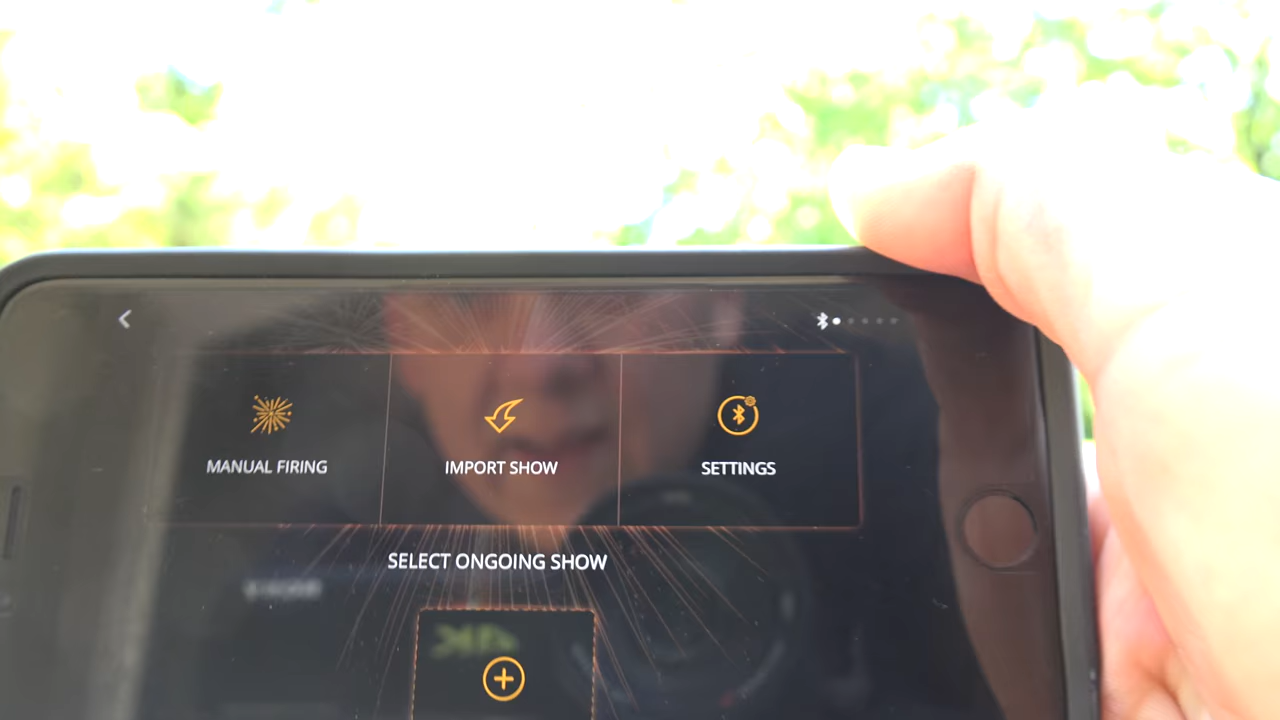 MANUAL FIRING
IMPORT SHOW
SETTINGS
SELECT ONGOING SHOW